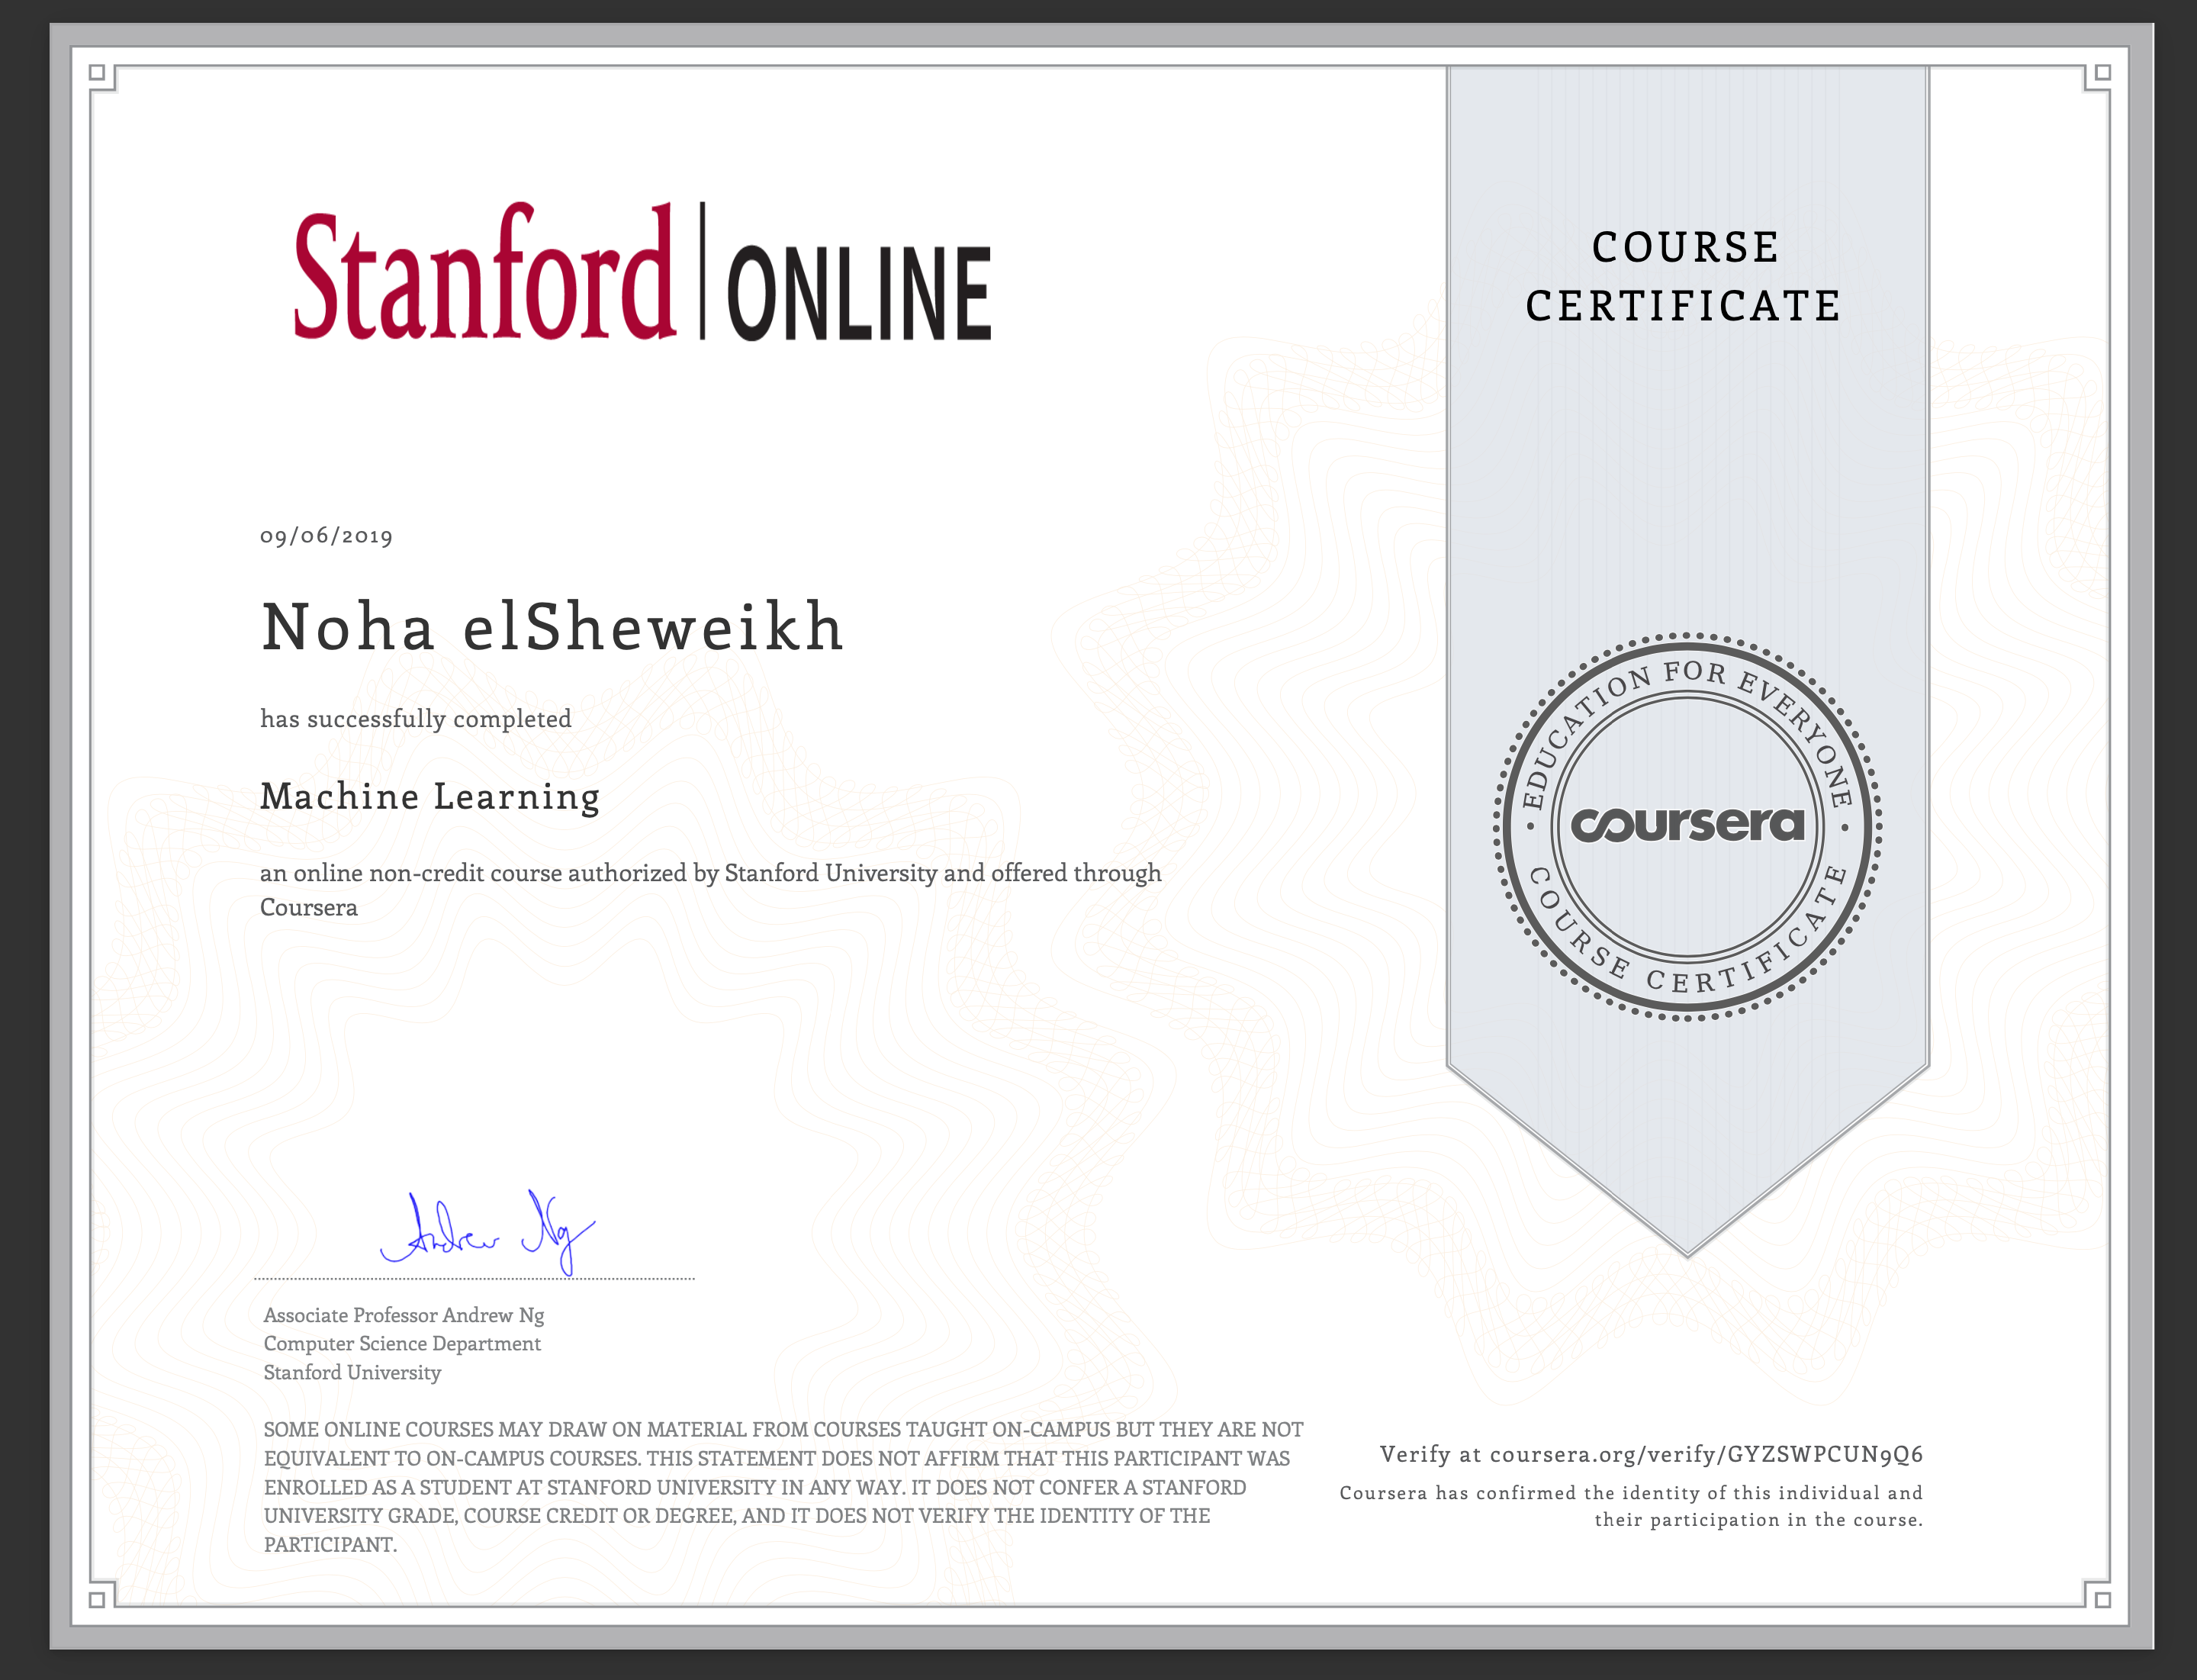 Stanford ONLINE
COURSE
CERTIFICATE
09/06/2019
Noha elSheweikh
has successfully completed
Machine Learning
an online non-credit course authorized by Stanford University and offered through
Coursera
EDUCATION FOR EVERYONE
coursera
COURSE CERTIFICATE
Andrew Ng
Associate Professor Andrew Ng
Computer Science Department
Stanford University
SOME ONLINE COURSES MAY DRAW ON MATERIAL FROM COURSES TAUGHT ON-CAMPUS BUT THEY ARE NOT
EQUIVALENT TO ON-CAMPUS COURSES. THIS STATEMENT DOES NOT AFFIRM THAT THIS PARTICIPANT WAS
ENROLLED AS A STUDENT AT STANFORD UNIVERSITY IN ANY WAY. IT DOES NOT CONFER A STANFORD
UNIVERSITY GRADE, COURSE CREDIT OR DEGREE, AND IT DOES NOT VERIFY THE IDENTITY OF THE
PARTICIPANT.
Verify at coursera.org/verify/GYZSWPCUN9Q6
Coursera has confirmed the identity of this individual and
their participation in the course.